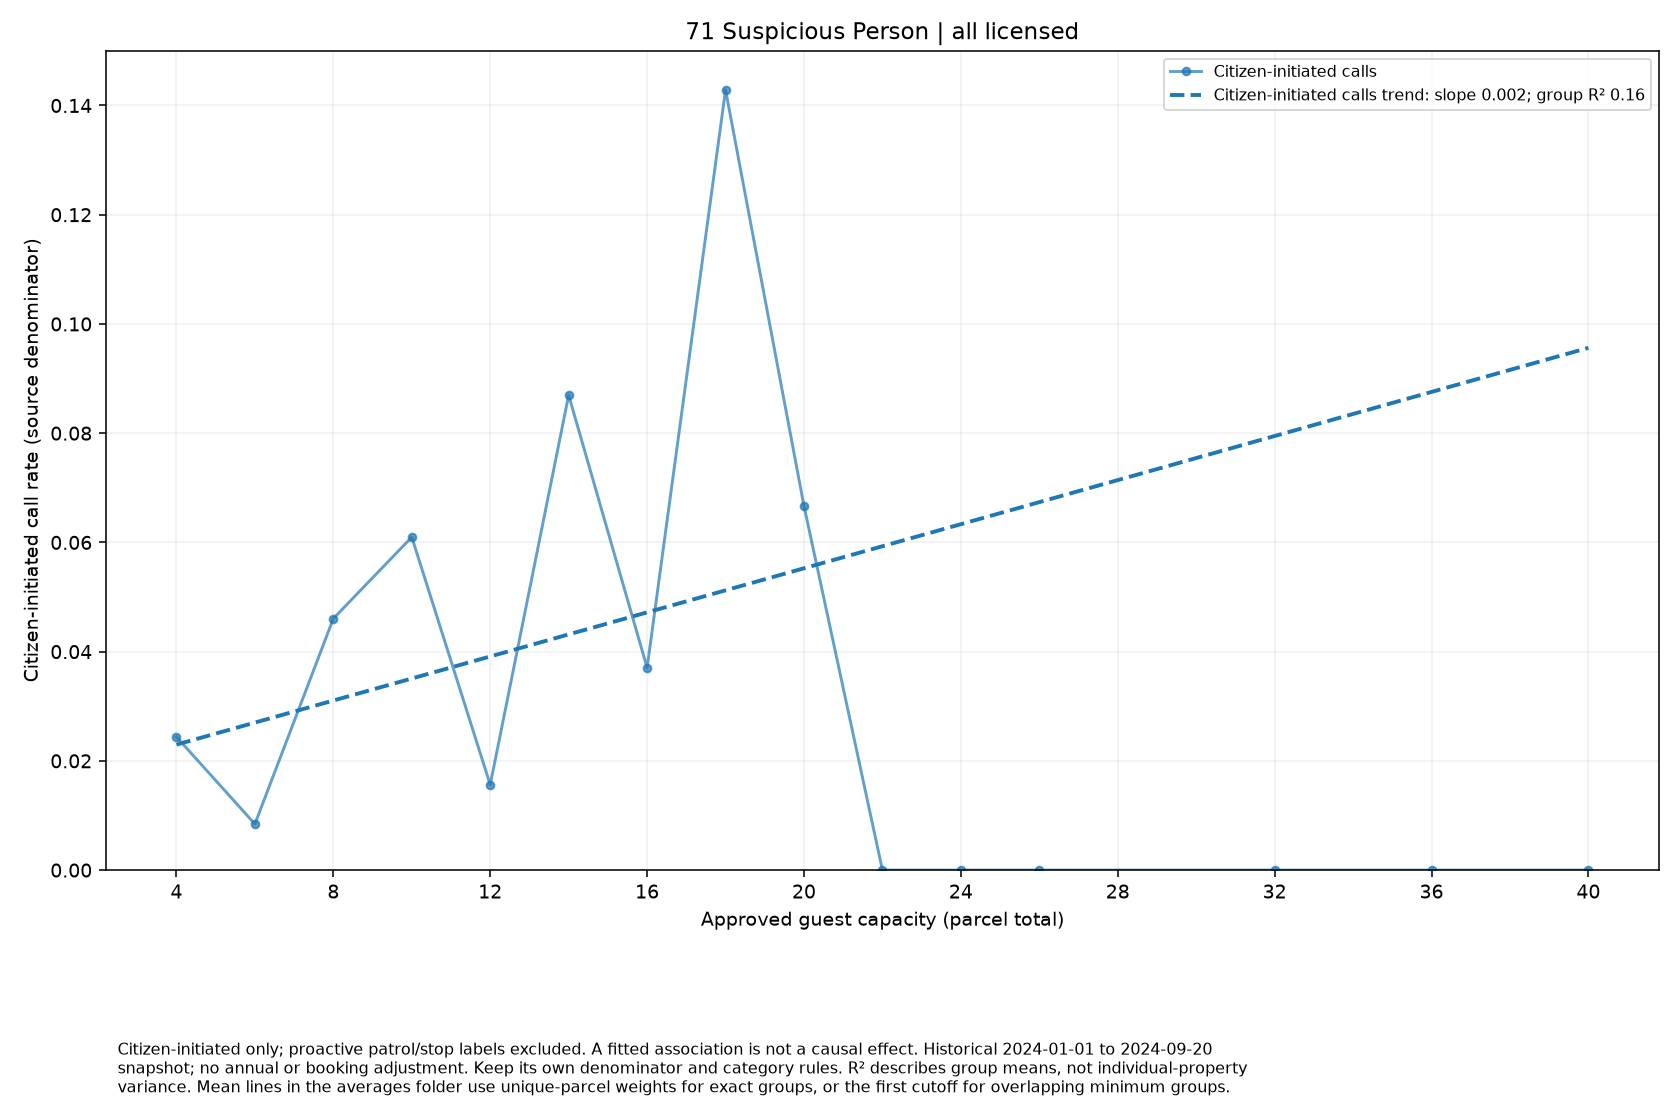 71 Suspicious Person | all licensed
Citizen-initiated calls
Citizen-initiated calls trend: slope 0.002; group R² 0.16
Citizen-initiated call rate (source denominator)
0.14
0.12
0.10
0.08
0.06
0.04
0.02
0.00
4 8 12 16 20 24 28 32 36 40
Approved guest capacity (parcel total)
Citizen-initiated only; proactive patrol/stop labels excluded. A fitted association is not a causal effect. Historical 2024-01-01 to 2024-09-20
snapshot; no annual or booking adjustment. Keep its own denominator and category rules. R² describes group means, not individual-property
variance. Mean lines in the averages folder use unique-parcel weights for exact groups, or the first cutoff for overlapping minimum groups.